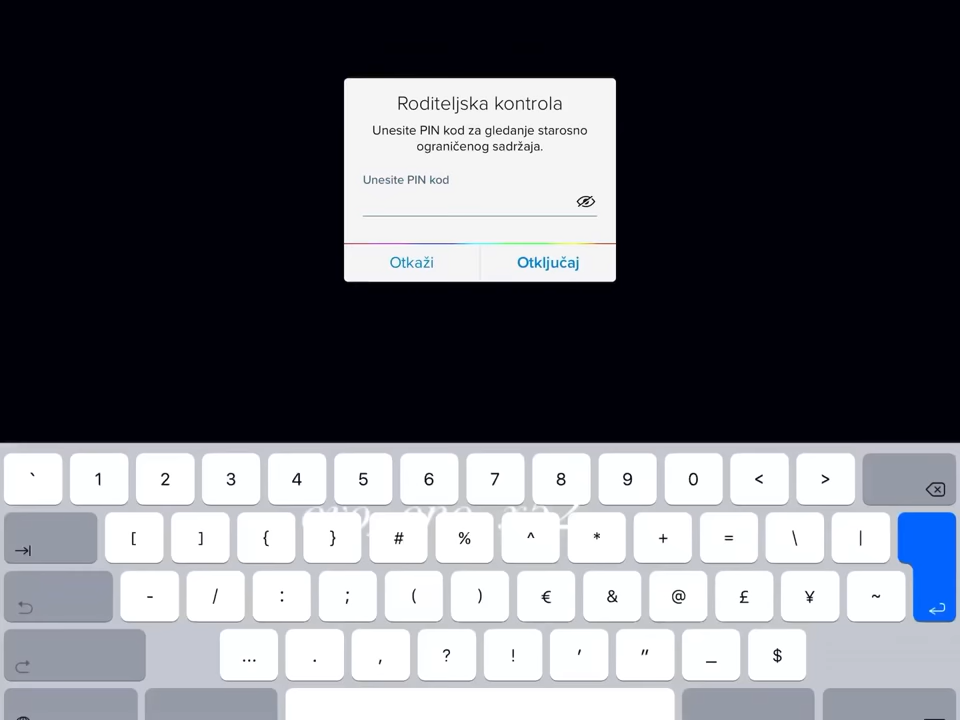 Roditeljska kontrola
Unesite PIN kod za gledanje starosno
ograničenog sadržaja.
Unesite PIN kod
Otkaži
Otključaj
` 1 2 3 4 5 6 7 8 9 0 < >
[ ] { } # % ^ * + = \ |
- / : ; ( ) € & @ £ ¥ ~
... . , ? ! ' " _ $